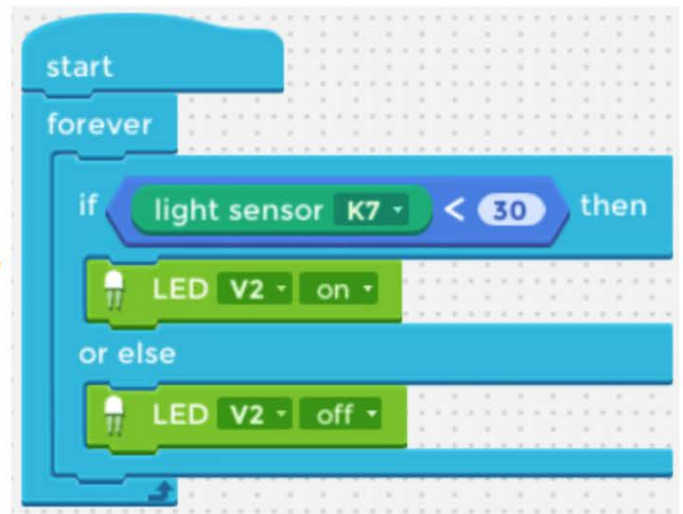 start
forever
if light sensor K7 < 30 then
LED V2 on
or else
LED V2 off